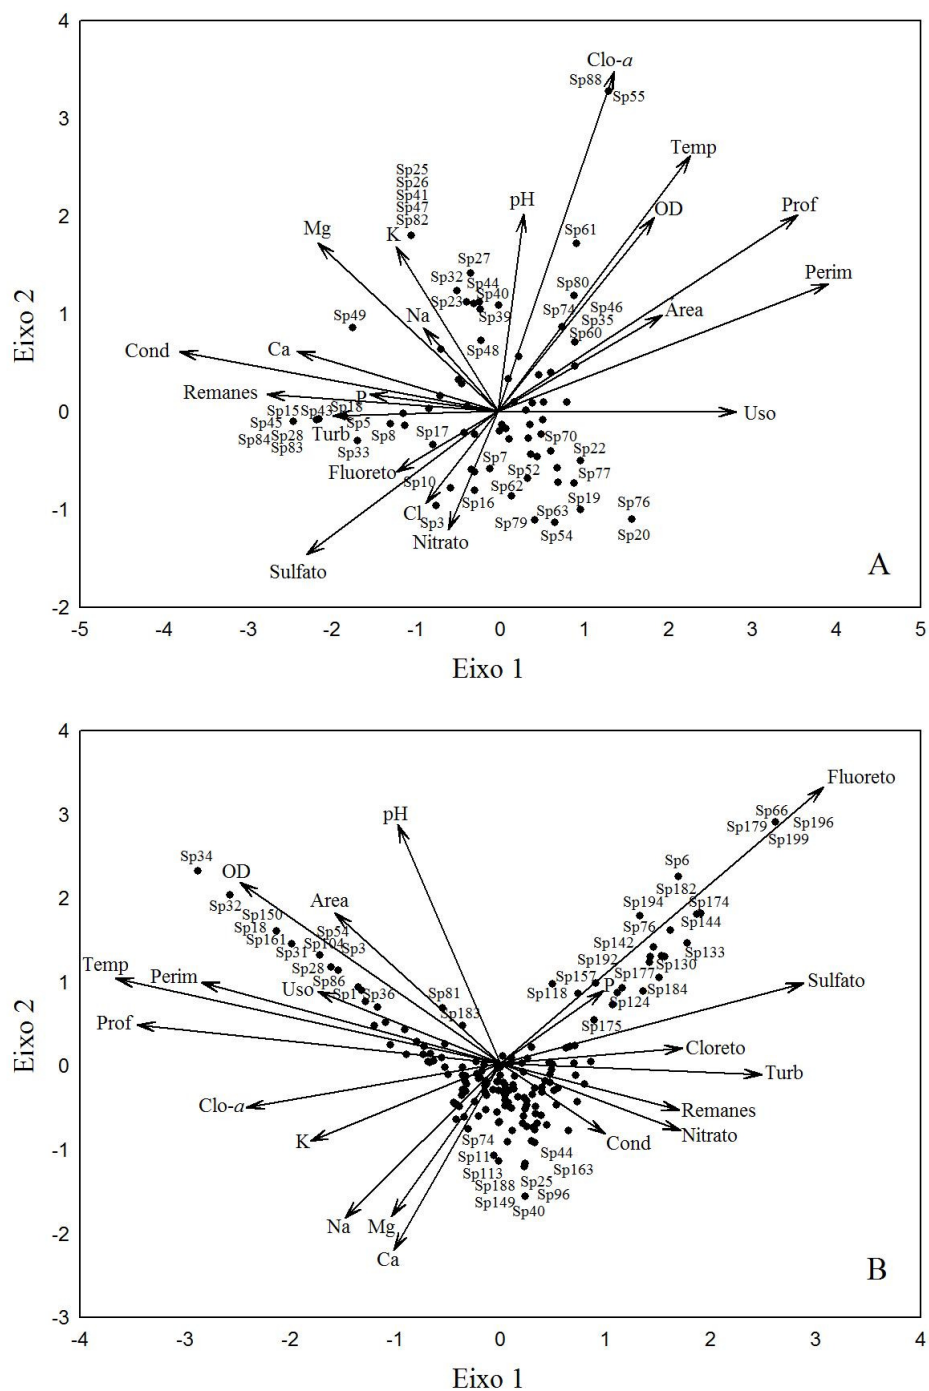 4
Clo-a
Sp88
Sp55
3
Temp
Sp25
Sp26
Sp41
Sp47
Sp82
pH
OD
Prof
2
Mg
K
Sp61
Sp27
Perim
Sp32
Sp44
Sp80
Sp23
Sp40
Sp74
Sp46
1
Na
Sp39
Sp35
Area
Sp49
Sp60
Cond
Ca
Sp48
Remanes
P
0
Uso
Sp15
Sp43
Sp18
Sp45
Sp5
Turb
Sp8
Sp17
Sp70
Sp84
Sp28
Sp83
Sp33
Sp7
Sp22
Fluoreto
Sp52
Sp77
Sp10
Sp62
Sp16
Sp19
-1
Cl
Sp3
Sp79
Sp63
Sp76
Nitrato
Sp54
Sp20
Sulfato
A
-2
-5
-4
-3
-2
-1
0
1
2
3
4
5
Eixo 2
Eixo 1
4
Fluoreto
3
pH
Sp66
Sp179
Sp196
Sp199
Sp34
OD
Sp6
2
Sp32
Sp150
Area
Sp182
Sp194
Sp174
Sp18
Sp54
Sp76
Sp144
Sp161
Sp104
Sp3
Sp142
Sp31
Sp192
Sp133
Temp
Perim
Sp28
Sp130
1
Uso
Sp86
Sp157
Sp177
Sulfato
Sp1
Sp36
Sp81
Sp118
P
Sp184
Prof
Sp183
Sp124
Sp175
Cloreto
0
Turb
Clo-a
Remanes
K
Sp74
Cond
Nitrato
-1
Sp11
Sp44
Sp113
Sp163
Sp188
Sp25
Na
Mg
Sp149
Sp96
Sp40
-2
Ca
B
-3
-4
-3
-2
-1
0
1
2
3
4
Eixo 2
Eixo 1